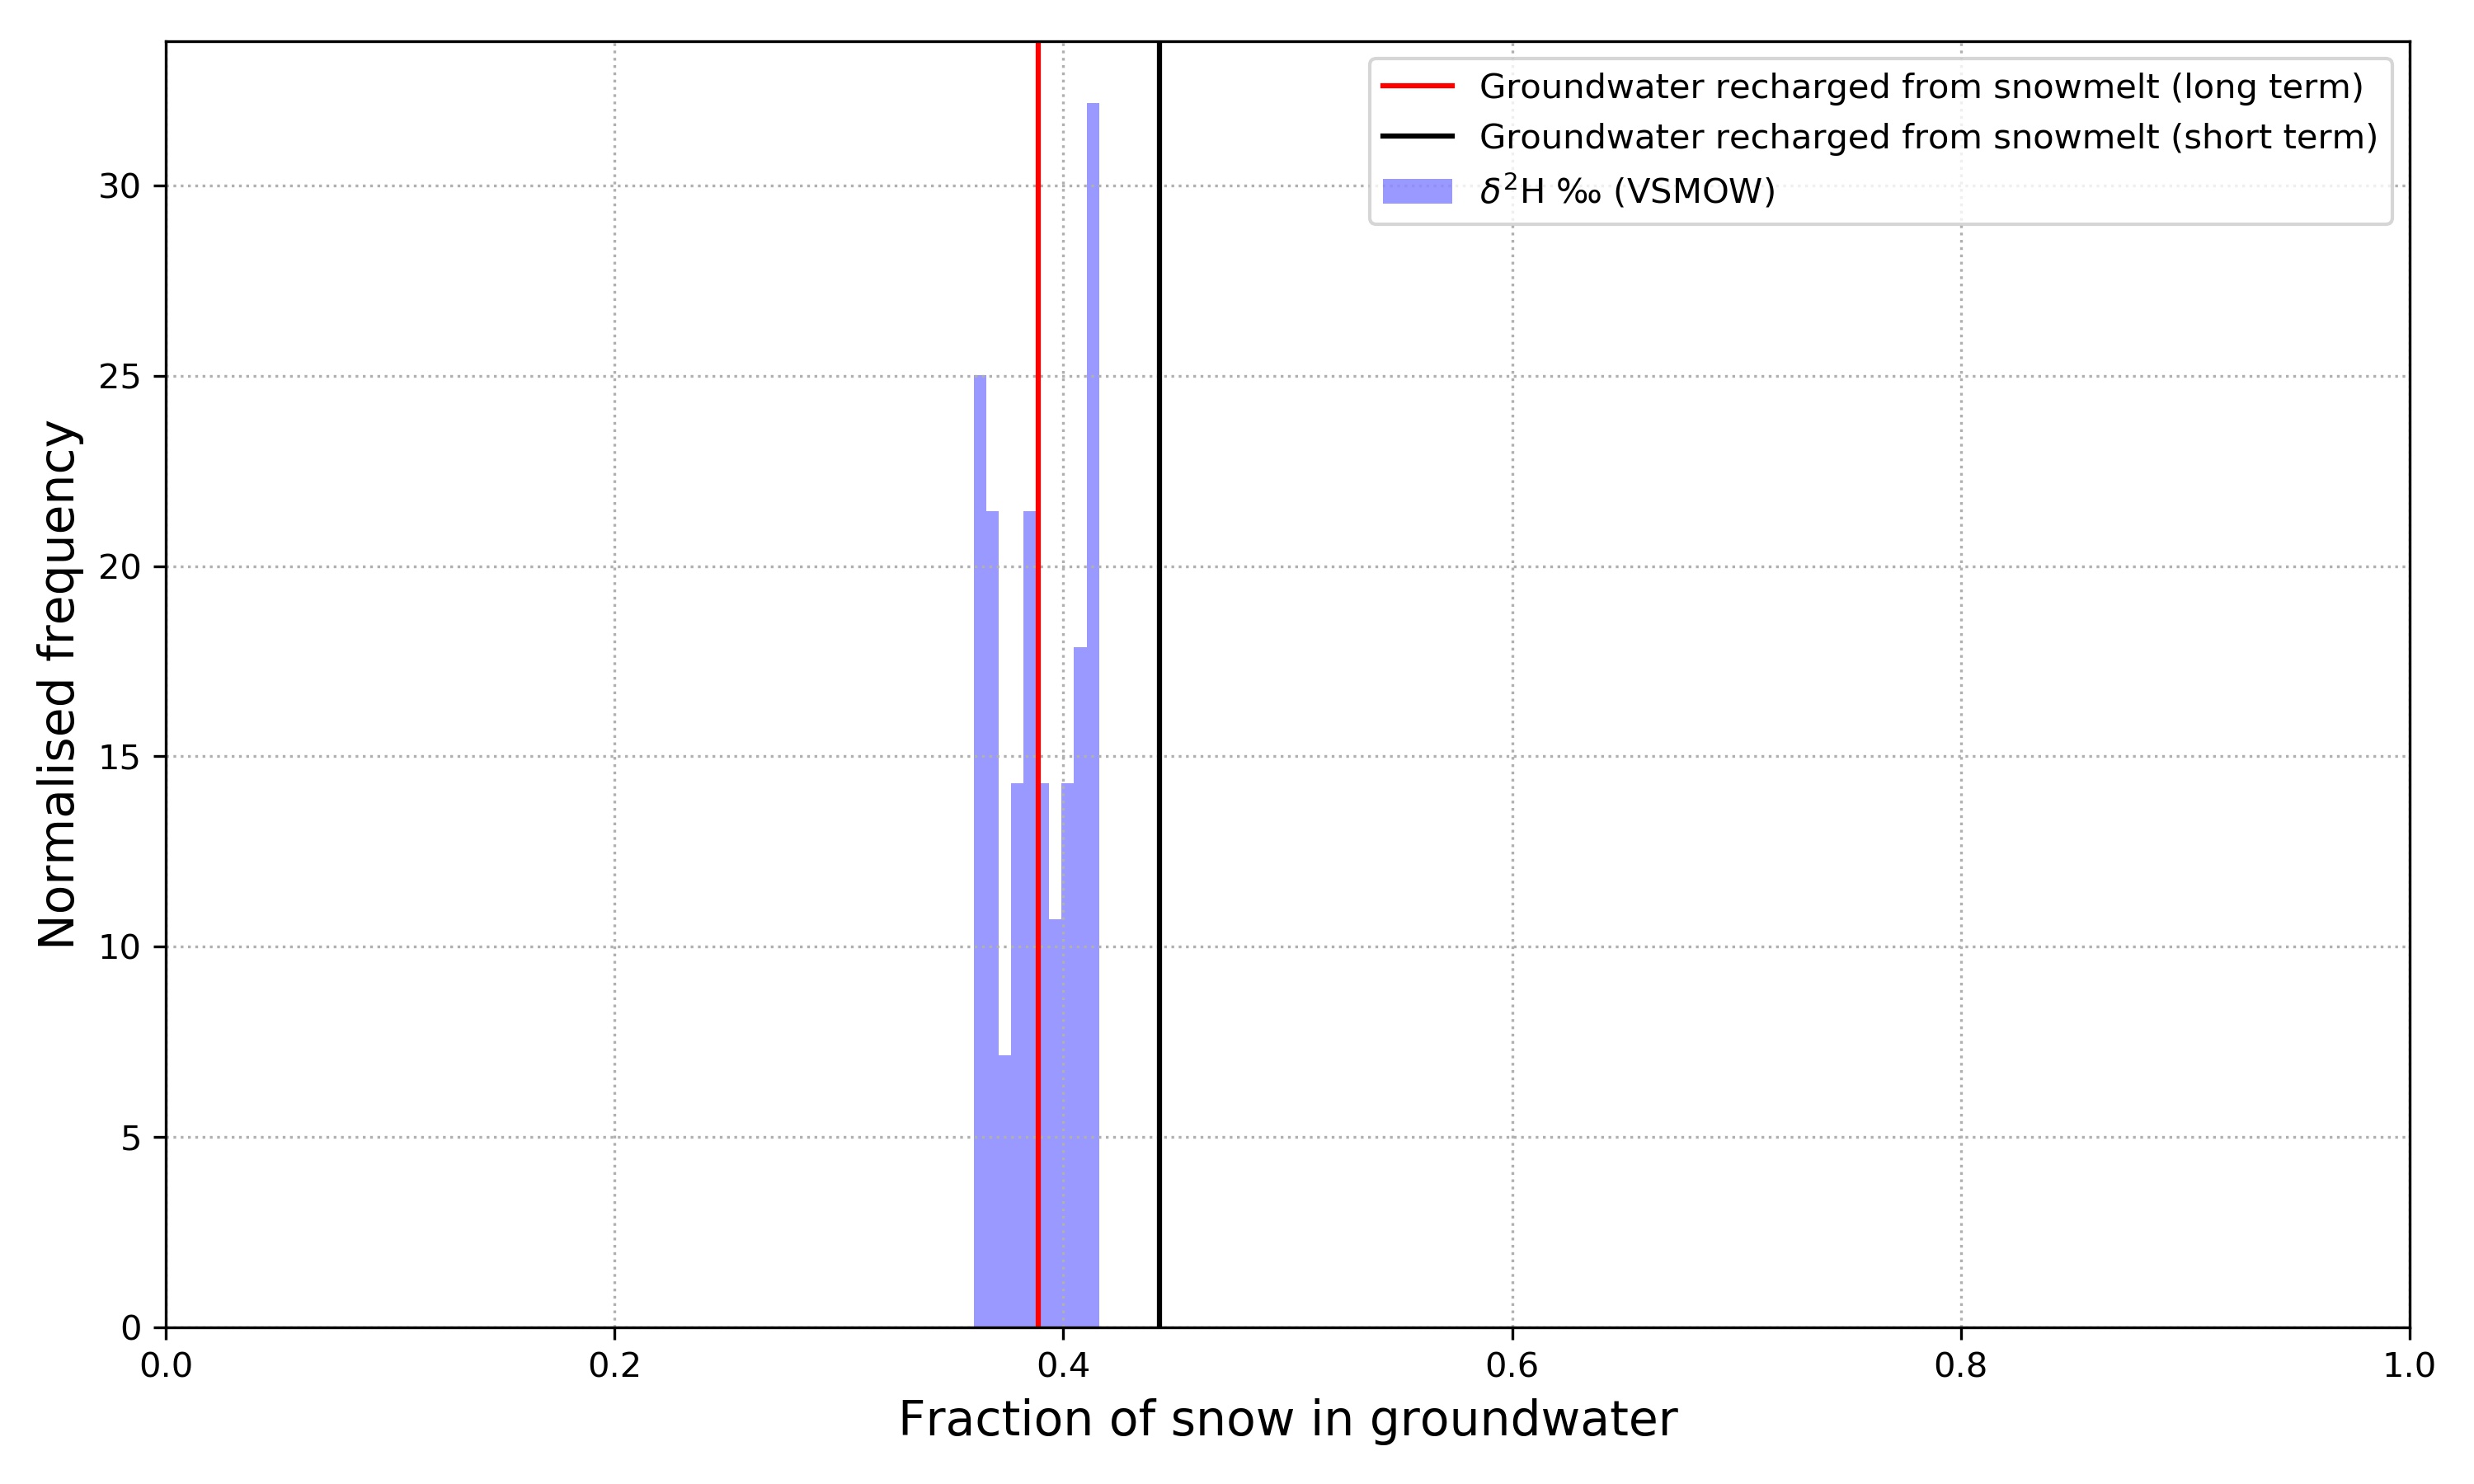 Groundwater recharged from snowmelt (long term)
Groundwater recharged from snowmelt (short term)
δ²H ‰ (VSMOW)
Normalised frequency
30
25
20
15
10
5
0
0.0 0.2 0.4 0.6 0.8 1.0
Fraction of snow in groundwater